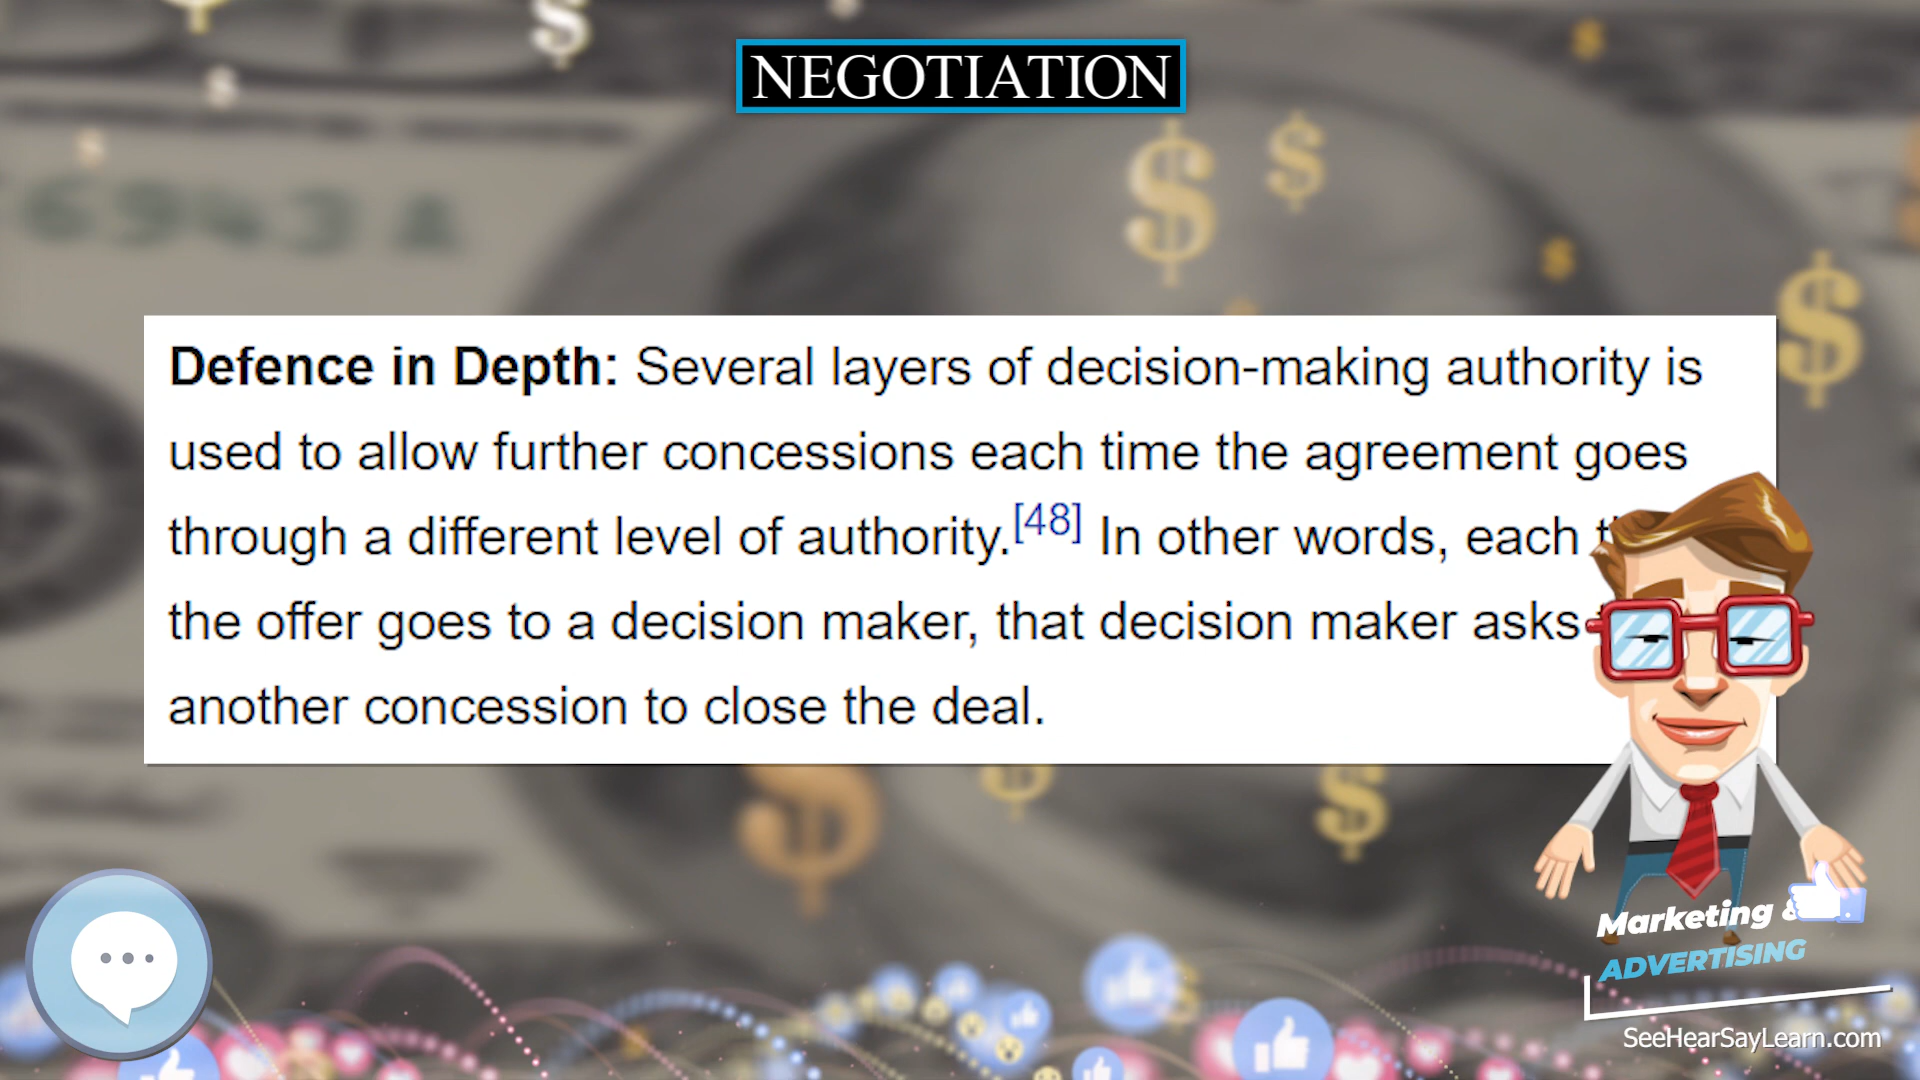 NEGOTIATION
6943 A
Defence in Depth: Several layers of decision-making authority is
used to allow further concessions each time the agreement goes
through a different level of authority.[48] In other words, each
the offer goes to a decision maker, that decision maker asks
another concession to close the deal.
Marketing &
ADVERTISING
SeeHearSayLearn.com